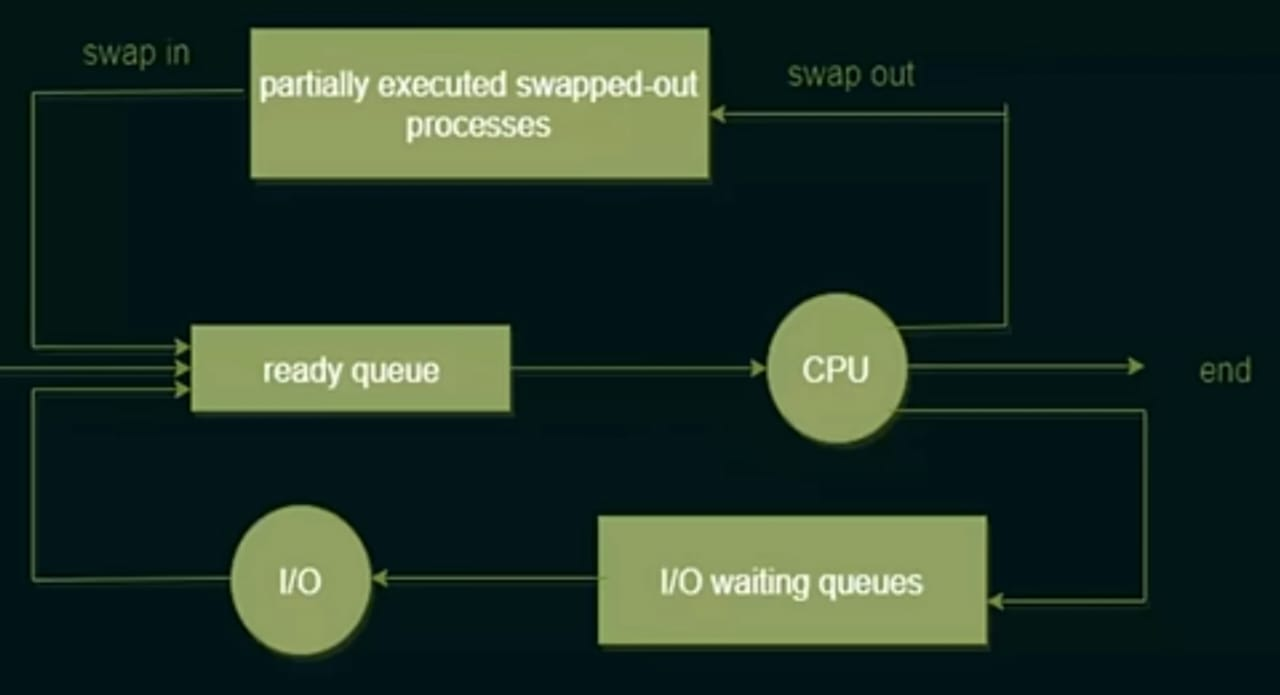 swap in
partially executed swapped-out
processes
swap out
ready queue
CPU
end
I/O
I/O waiting queues